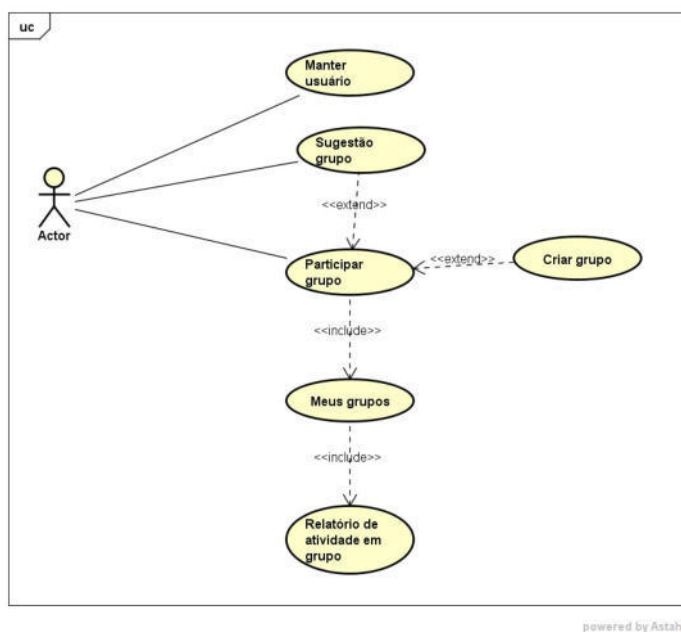 uc
Manter
usuário
Sugestão
grupo
<<extend>>
Actor
Participar
grupo
<<extend>>
Criar grupo
<<include>>
Meus grupos
<<include>>
Relatório de
atividade em
grupo
powered by Astah